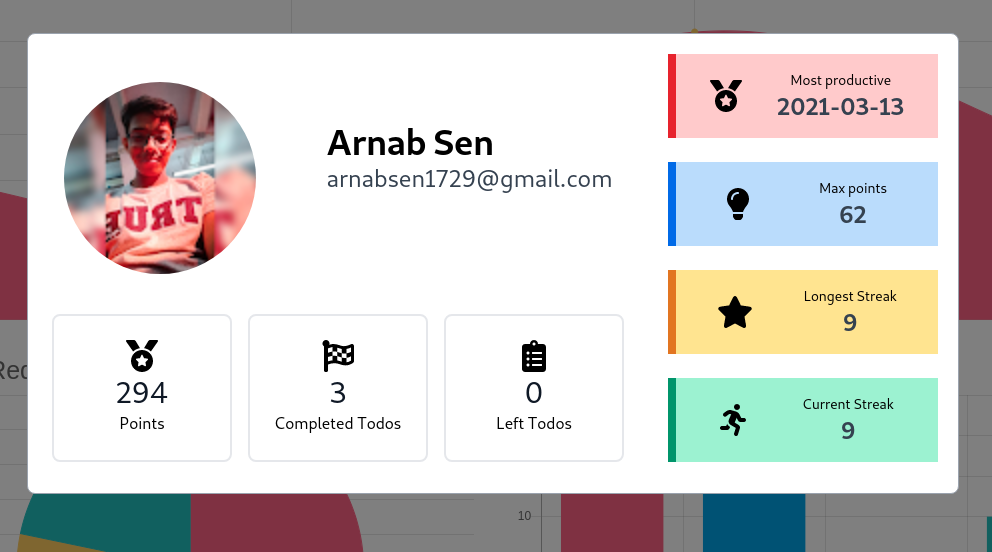 Arnab Sen
arnabsen1729@gmail.com
294
Points
3
Completed Todos
0
Left Todos
Most productive
2021-03-13
Max points
62
Longest Streak
9
Current Streak
9
10